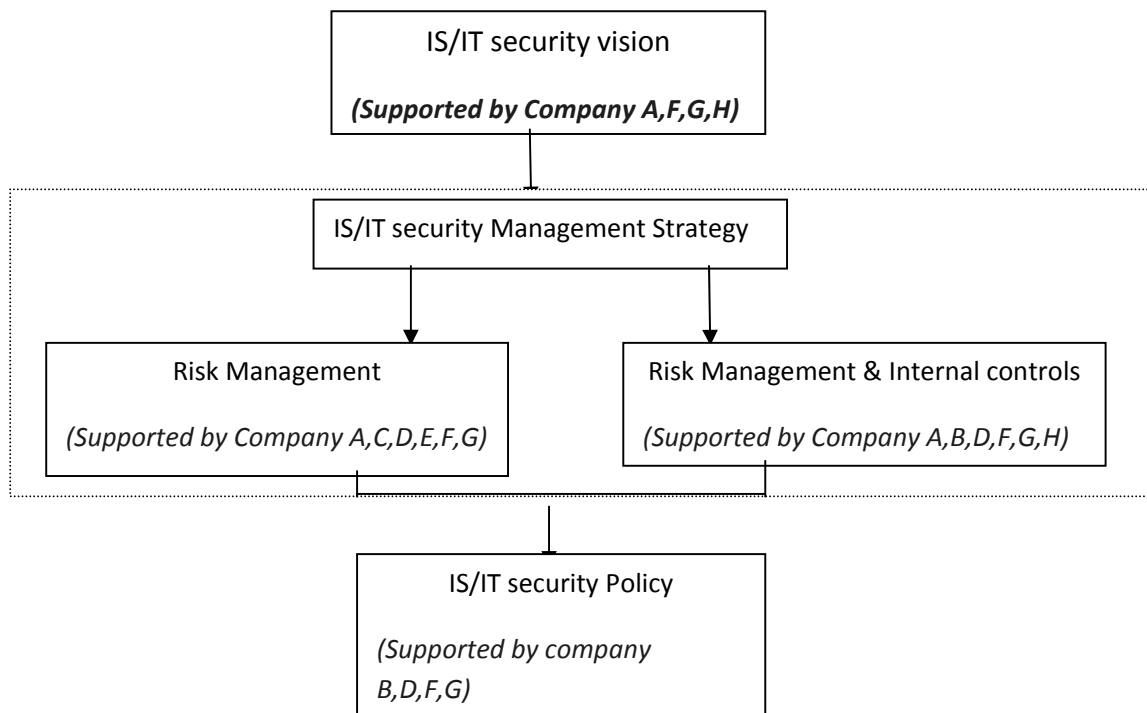 IS/IT security vision
(Supported by Company A,F,G,H)
IS/IT security Management Strategy
Risk Management
(Supported by Company A,C,D,E,F,G)
Risk Management & Internal controls
(Supported by Company A,B,D,F,G,H)
IS/IT security Policy
(Supported by company
B,D,F,G)